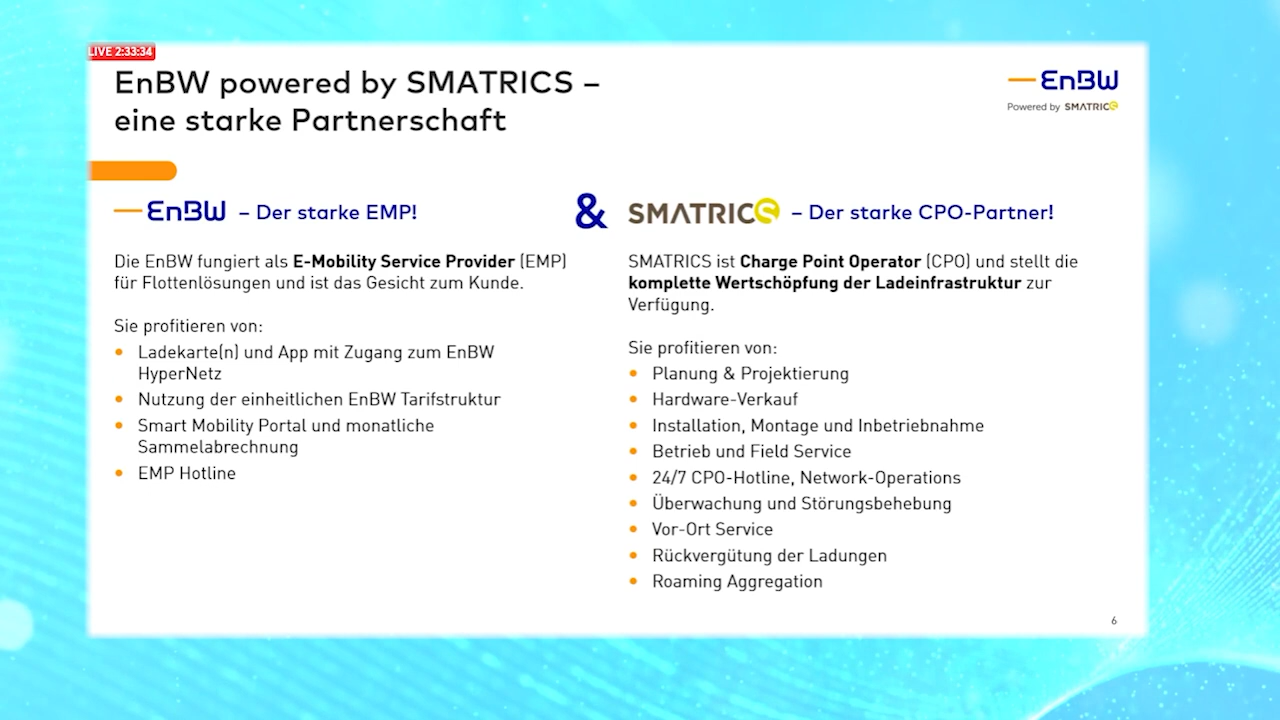 LIVE 2:33:34
EnBW powered by SMATRICS –
eine starke Partnerschaft
EnBW
Powered by SMATRICS
EnBW – Der starke EMP!
Die EnBW fungiert als E-Mobility Service Provider (EMP)
für Flottenlösungen und ist das Gesicht zum Kunde.
Sie profitieren von:
• Ladekarte(n) und App mit Zugang zum EnBW
HyperNetz
• Nutzung der einheitlichen EnBW Tarifstruktur
• Smart Mobility Portal und monatliche
Sammelabrechnung
• EMP Hotline
&
SMATRICS – Der starke CPO-Partner!
SMATRICS ist Charge Point Operator (CPO) und stellt die
komplette Wertschöpfung der Ladeinfrastruktur zur
Verfügung.
Sie profitieren von:
• Planung & Projektierung
• Hardware-Verkauf
• Installation, Montage und Inbetriebnahme
• Betrieb und Field Service
• 24/7 CPO-Hotline, Network-Operations
• Überwachung und Störungsbehebung
• Vor-Ort Service
• Rückvergütung der Ladungen
• Roaming Aggregation
6